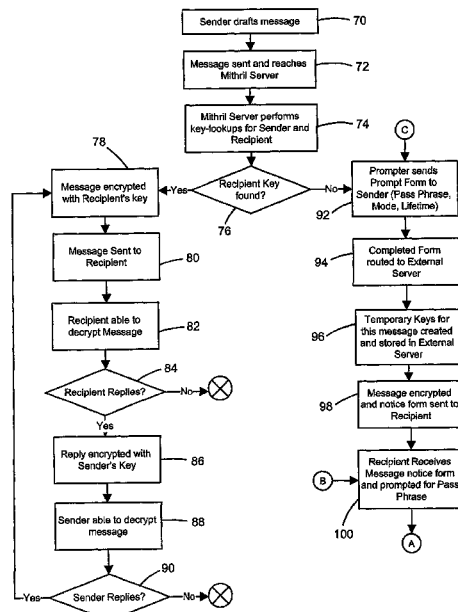 Sender drafts message
70
Message sent and reaches
Mithril Server
72
Mithril Server performs
key-lookups for Sender and
Recipient
74
Recipient Key
found?
76
Yes
No
78
Message encrypted
with Recipient's key
Message Sent to
Recipient
80
Recipient able to
decrypt Message
82
84
Recipient Replies?
No
Yes
Reply encrypted with
Sender's Key
86
Sender able to decrypt
message
88
90
Sender Replies?
Yes
No
C
Prompter sends
Prompt Form to
Sender (Pass Phrase,
Mode, Lifetime)
92
94
Completed Form
routed to External
Server
96
Temporary Keys for
this message created
and stored in External
Server
98
Message encrypted
and notice form sent to
Recipient
B
Recipient Receives
Message notice form
and prompted for Pass
Phrase
100
A